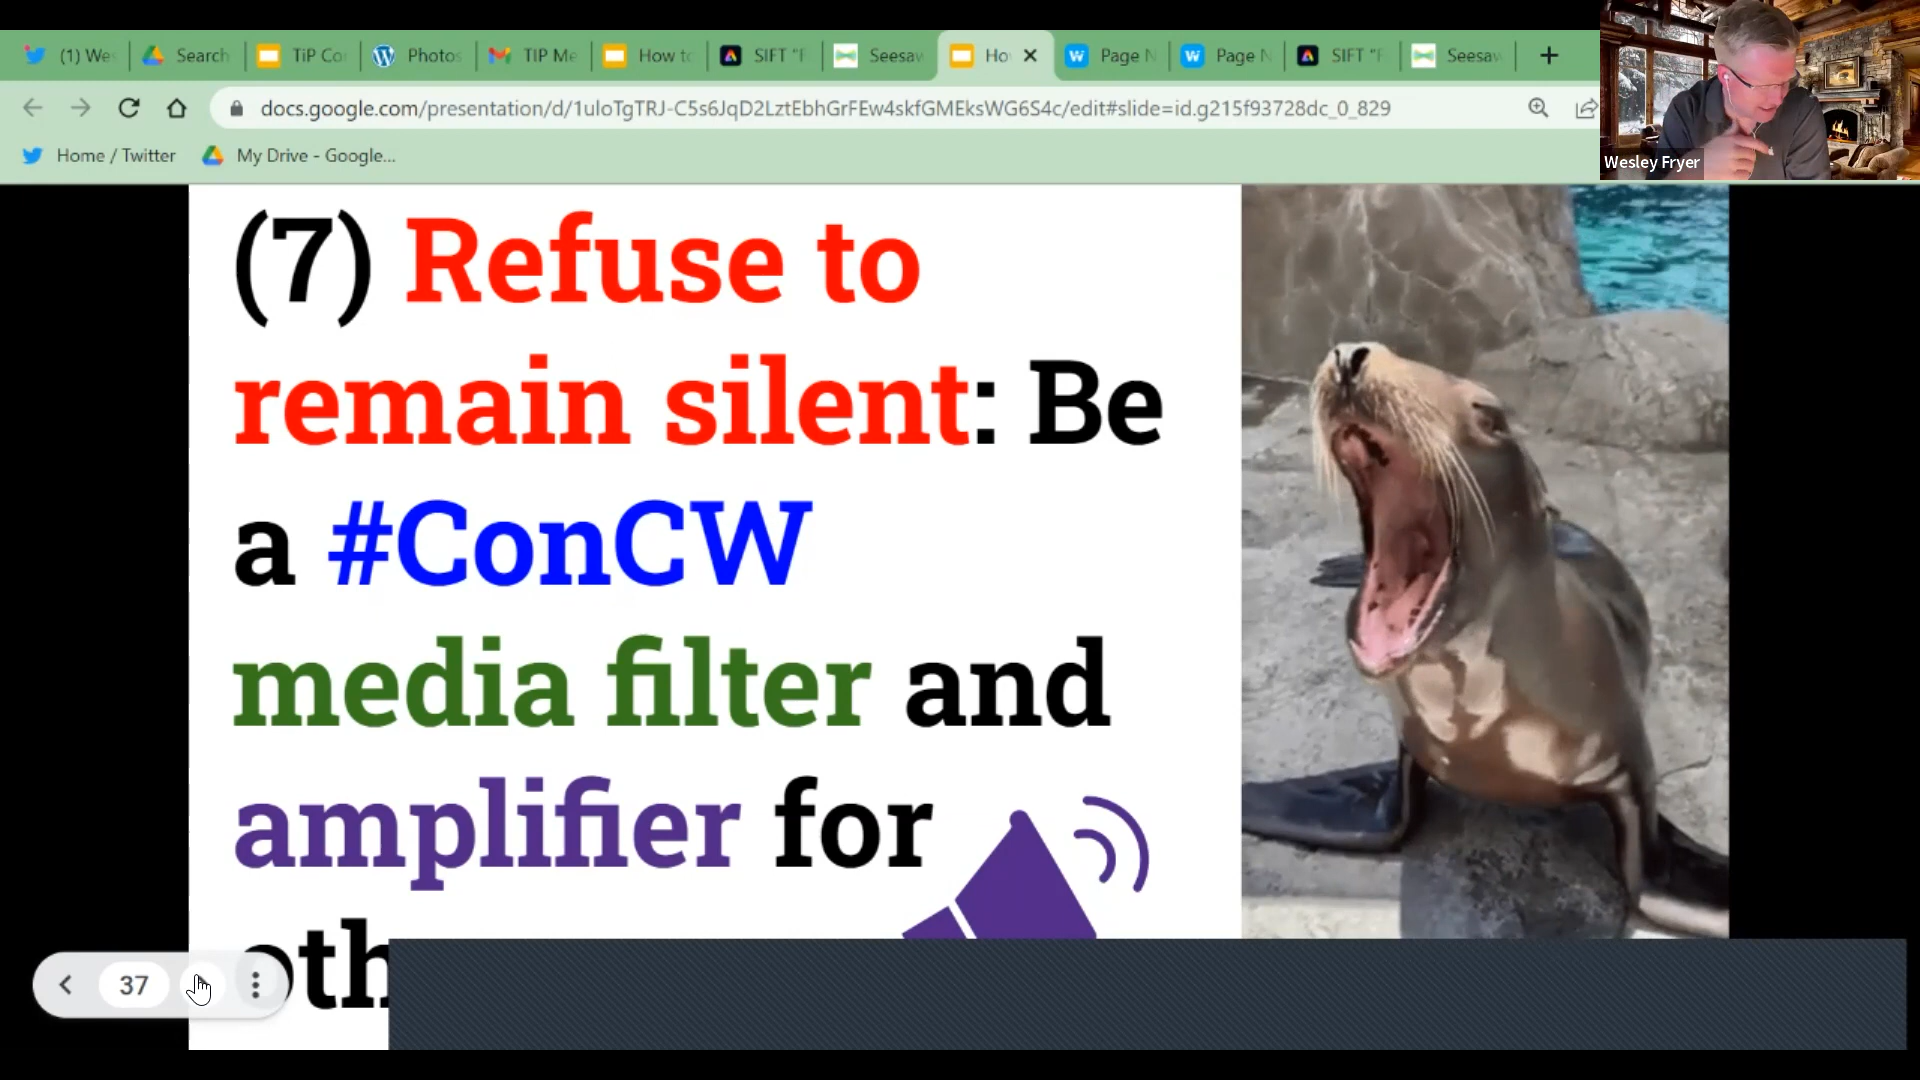 (1) We
Search
TiP Co
Photos
TIP Me
How to
SIFT "F
Seesaw
Ho
Page N
Page N
SIFT "F
Seesaw
docs.google.com/presentation/d/1uloTgTRJ-C5s6JqD2LztEbhGrFEw4skfGMEksWG6S4c/edit#slide=id.g215f93728dc_0_829
Home / Twitter
My Drive - Google...
Wesley Fryer
(7) Refuse to
remain silent: Be
a #ConCW
media filter and
amplifier for
oth
37